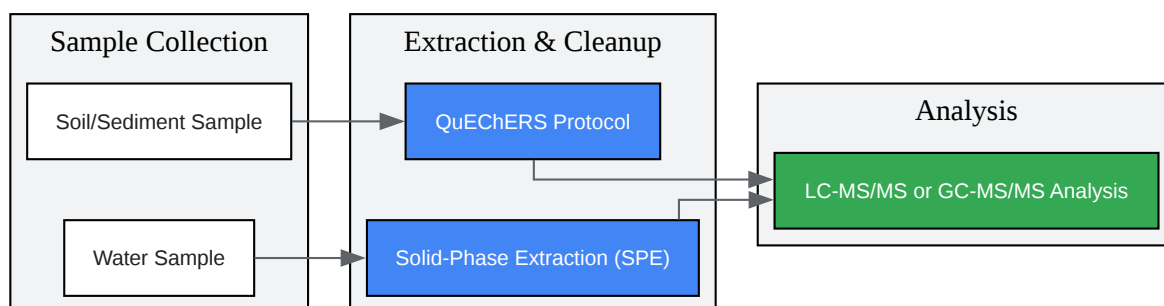 Sample Collection
Soil/Sediment Sample
Water Sample
Extraction & Cleanup
QuEChERS Protocol
Solid-Phase Extraction (SPE)
Analysis
LC-MS/MS or GC-MS/MS Analysis